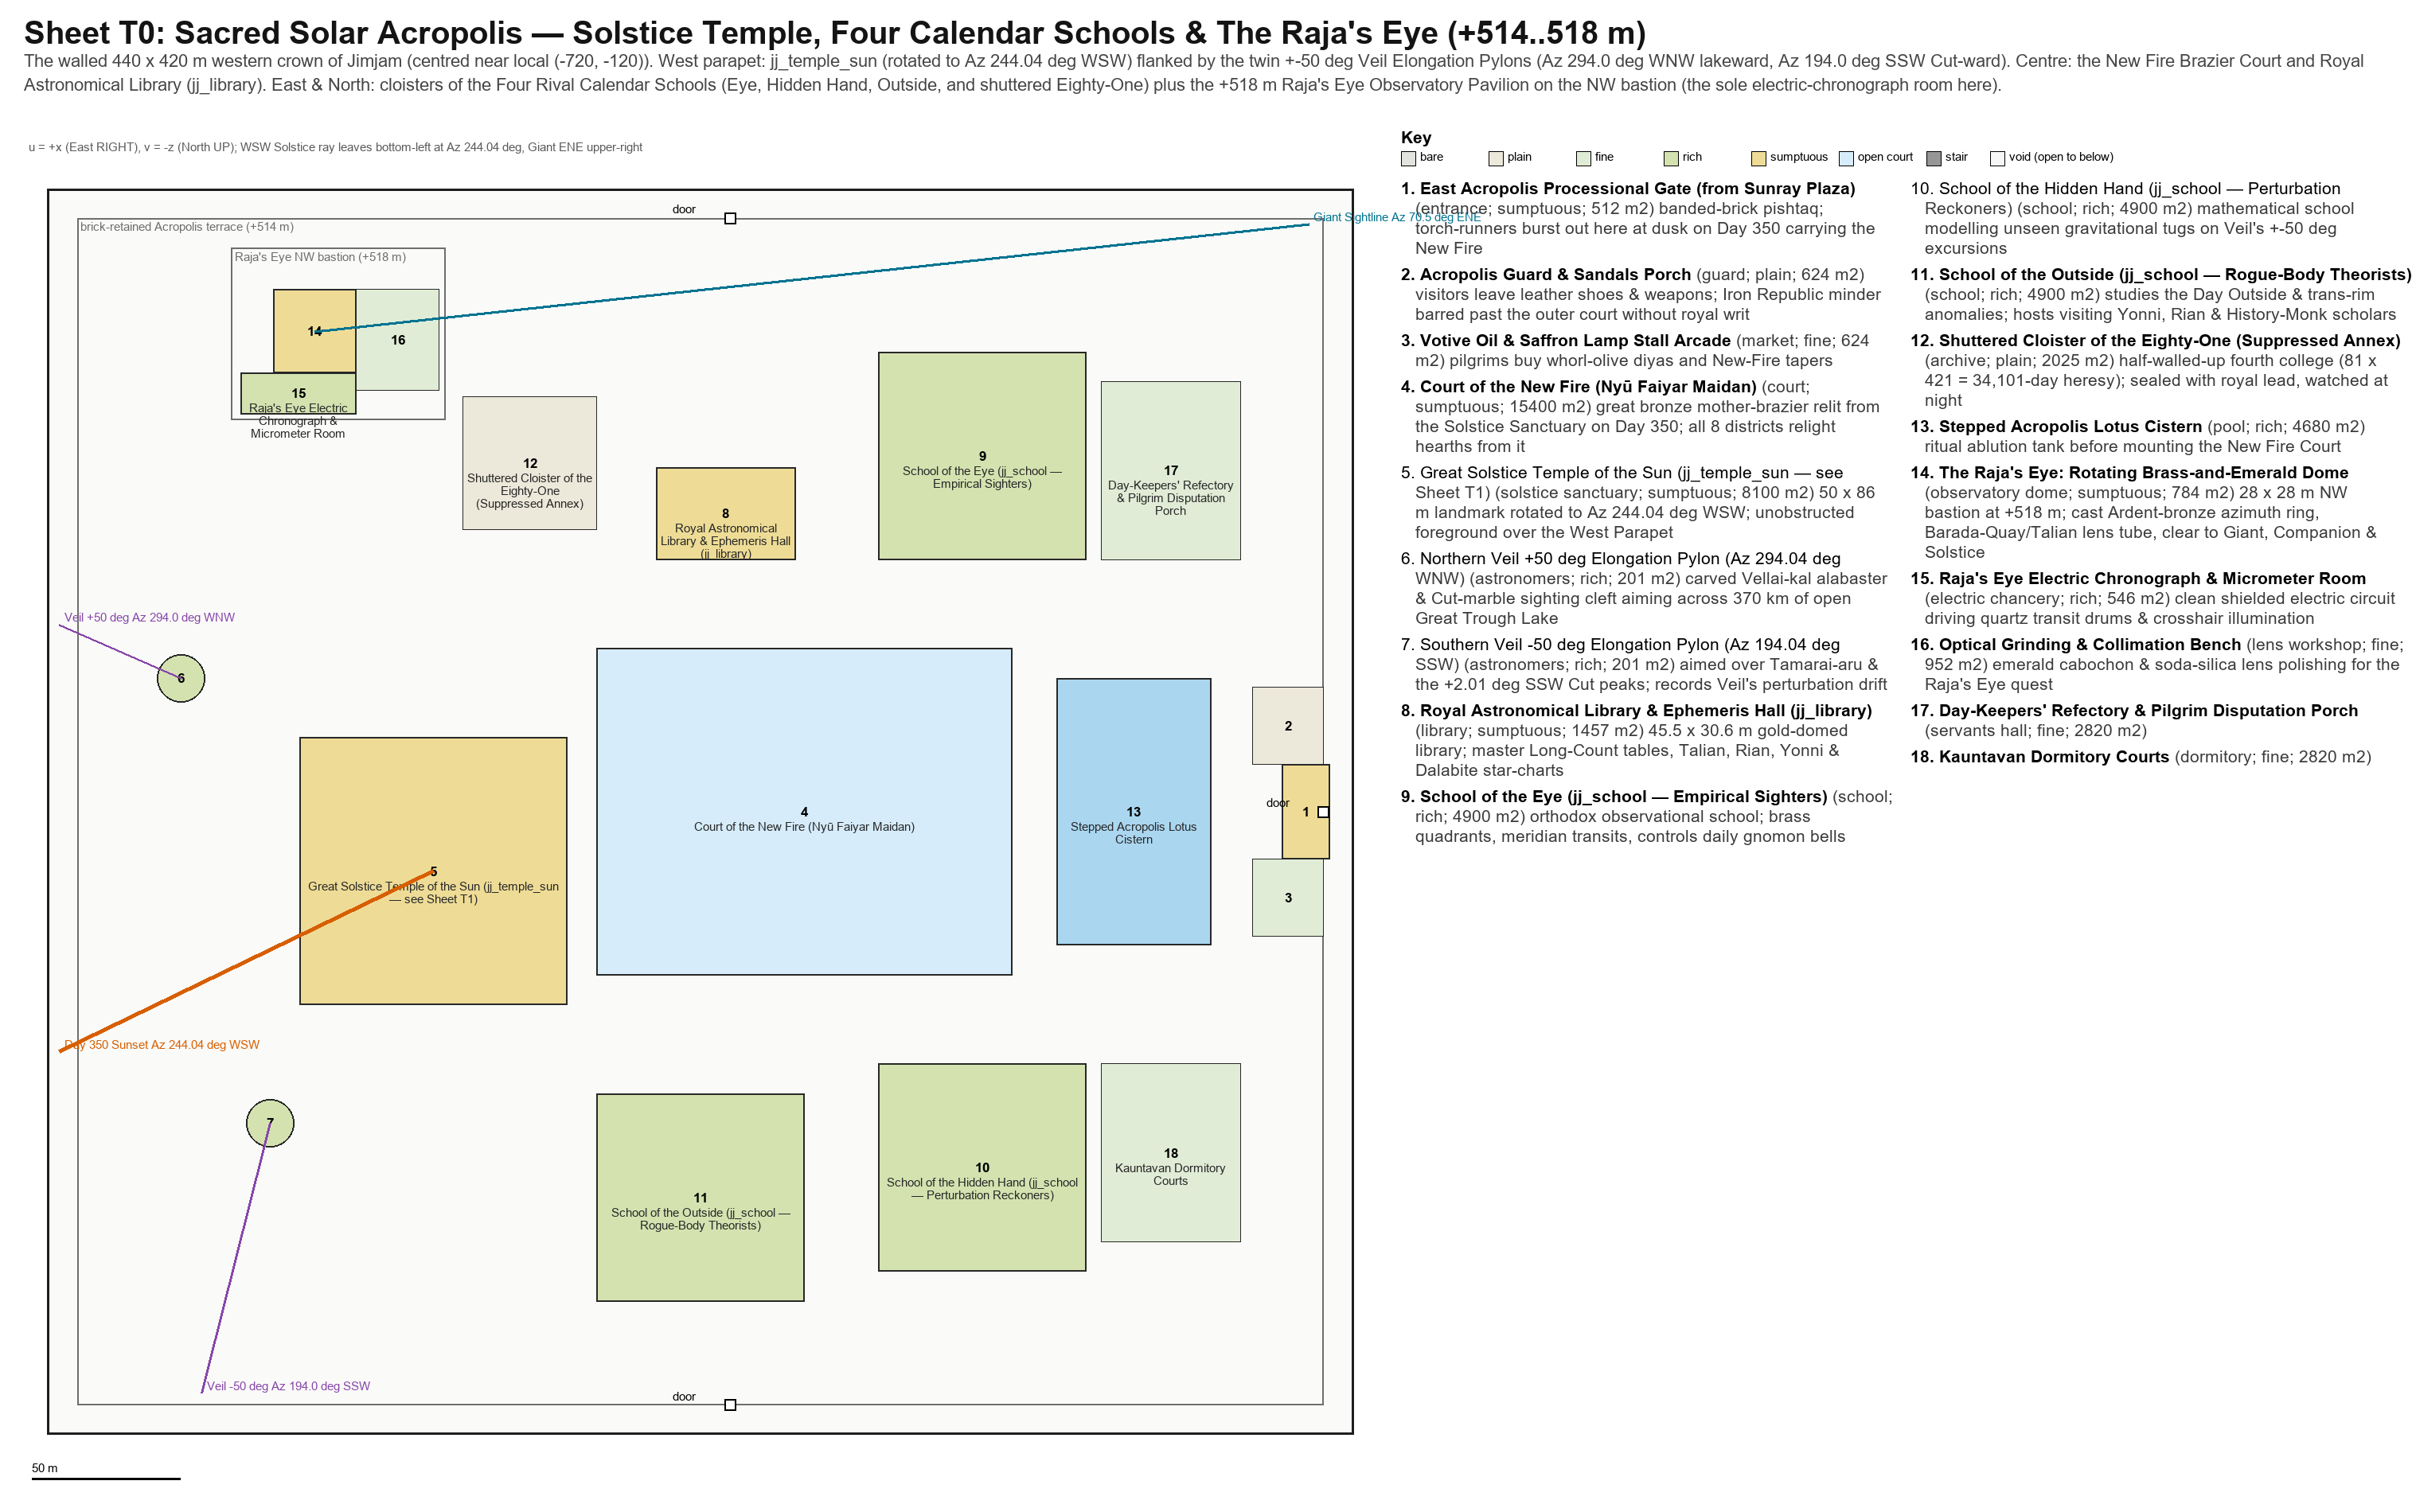 Sheet T0: Sacred Solar Acropolis — Solstice Temple, Four Calendar Schools & The Raja's Eye (+514..518 m)
The walled 440 x 420 m western crown of Jimjam (centred near local (-720, -120)). West parapet: jj_temple_sun (rotated to Az 244.04 deg WSW) flanked by the twin +-50 deg Veil Elongation Pylons (Az 294.0 deg WNW lakeward, Az 194.0 deg SSW Cut-ward). Centre: the New Fire Brazier Court and Royal
Astronomical Library (jj_library). East & North: cloisters of the Four Rival Calendar Schools (Eye, Hidden Hand, Outside, and shuttered Eighty-One) plus the +518 m Raja's Eye Observatory Pavilion on the NW bastion (the sole electric-chronograph room here).
u = +x (East RIGHT), v = -z (North UP); WSW Solstice ray leaves bottom-left at Az 244.04 deg, Giant ENE upper-right
door
brick-retained Acropolis terrace (+514 m)
Giant Sightline Az 70.5 deg ENE
Raja's Eye NW bastion (+518 m)
14
16
15
Raja's Eye Electric
Chronograph &
Micrometer Room
12
Shuttered Cloister of the
Eighty-One
(Suppressed Annex)
8
Royal Astronomical
Library & Ephemeris Hall
(jj_library)
9
School of the Eye (jj_school —
Empirical Sighters)
17
Day-Keepers' Refectory
& Pilgrim Disputation
Porch
Veil +50 deg Az 294.0 deg WNW
6
5
Great Solstice Temple of the Sun (jj_temple_sun
— see Sheet T1)
4
Court of the New Fire (Nyū Faiyar Maidan)
13
Stepped Acropolis Lotus
Cistern
2
door
1
3
Day 350 Sunset Az 244.04 deg WSW
7
11
School of the Outside (jj_school —
Rogue-Body Theorists)
10
School of the Hidden Hand (jj_school
— Perturbation Reckoners)
18
Kauntavan Dormitory
Courts
Veil -50 deg Az 194.0 deg SSW
door
50 m
Key
bare
plain
fine
rich
sumptuous
open court
stair
void (open to below)
1. East Acropolis Processional Gate (from Sunray Plaza)
(entrance; sumptuous; 512 m2) banded-brick pishtaq;
torch-runners burst out here at dusk on Day 350 carrying the
New Fire
2. Acropolis Guard & Sandals Porch (guard; plain; 624 m2)
visitors leave leather shoes & weapons; Iron Republic minder
barred past the outer court without royal writ
3. Votive Oil & Saffron Lamp Stall Arcade (market; fine; 624
m2) pilgrims buy whorl-olive diyas and New-Fire tapers
4. Court of the New Fire (Nyū Faiyar Maidan) (court;
sumptuous; 15400 m2) great bronze mother-brazier relit from
the Solstice Sanctuary on Day 350; all 8 districts relight
hearths from it
5. Great Solstice Temple of the Sun (jj_temple_sun — see
Sheet T1) (solstice sanctuary; sumptuous; 8100 m2) 50 x 86
m landmark rotated to Az 244.04 deg WSW; unobstructed
foreground over the West Parapet
6. Northern Veil +50 deg Elongation Pylon (Az 294.04 deg
WNW) (astronomers; rich; 201 m2) carved Vellai-kal alabaster
& Cut-marble sighting cleft aiming across 370 km of open
Great Trough Lake
7. Southern Veil -50 deg Elongation Pylon (Az 194.04 deg
SSW) (astronomers; rich; 201 m2) aimed over Tamarai-aru &
the +2.01 deg SSW Cut peaks; records Veil's perturbation drift
8. Royal Astronomical Library & Ephemeris Hall (jj_library)
(library; sumptuous; 1457 m2) 45.5 x 30.6 m gold-domed
library; master Long-Count tables, Talian, Rian, Yonni &
Dalabite star-charts
9. School of the Eye (jj_school — Empirical Sighters) (school;
rich; 4900 m2) orthodox observational school; brass
quadrants, meridian transits, controls daily gnomon bells
10. School of the Hidden Hand (jj_school — Perturbation
Reckoners) (school; rich; 4900 m2) mathematical school
modelling unseen gravitational tugs on Veil's +-50 deg
excursions
11. School of the Outside (jj_school — Rogue-Body Theorists)
(school; rich; 4900 m2) studies the Day Outside & trans-rim
anomalies; hosts visiting Yonni, Rian & History-Monk scholars
12. Shuttered Cloister of the Eighty-One (Suppressed Annex)
(archive; plain; 2025 m2) half-walled-up fourth college (81 x
421 = 34,101-day heresy); sealed with royal lead, watched at
night
13. Stepped Acropolis Lotus Cistern (pool; rich; 4680 m2)
ritual ablution tank before mounting the New Fire Court
14. The Raja's Eye: Rotating Brass-and-Emerald Dome
(observatory dome; sumptuous; 784 m2) 28 x 28 m NW
bastion at +518 m; cast Ardent-bronze azimuth ring,
Barada-Quay/Talian lens tube, clear to Giant, Companion &
Solstice
15. Raja's Eye Electric Chronograph & Micrometer Room
(electric chancery; rich; 546 m2) clean shielded electric circuit
driving quartz transit drums & crosshair illumination
16. Optical Grinding & Collimation Bench (lens workshop; fine;
952 m2) emerald cabochon & soda-silica lens polishing for the
Raja's Eye quest
17. Day-Keepers' Refectory & Pilgrim Disputation Porch
(servants hall; fine; 2820 m2)
18. Kauntavan Dormitory Courts (dormitory; fine; 2820 m2)